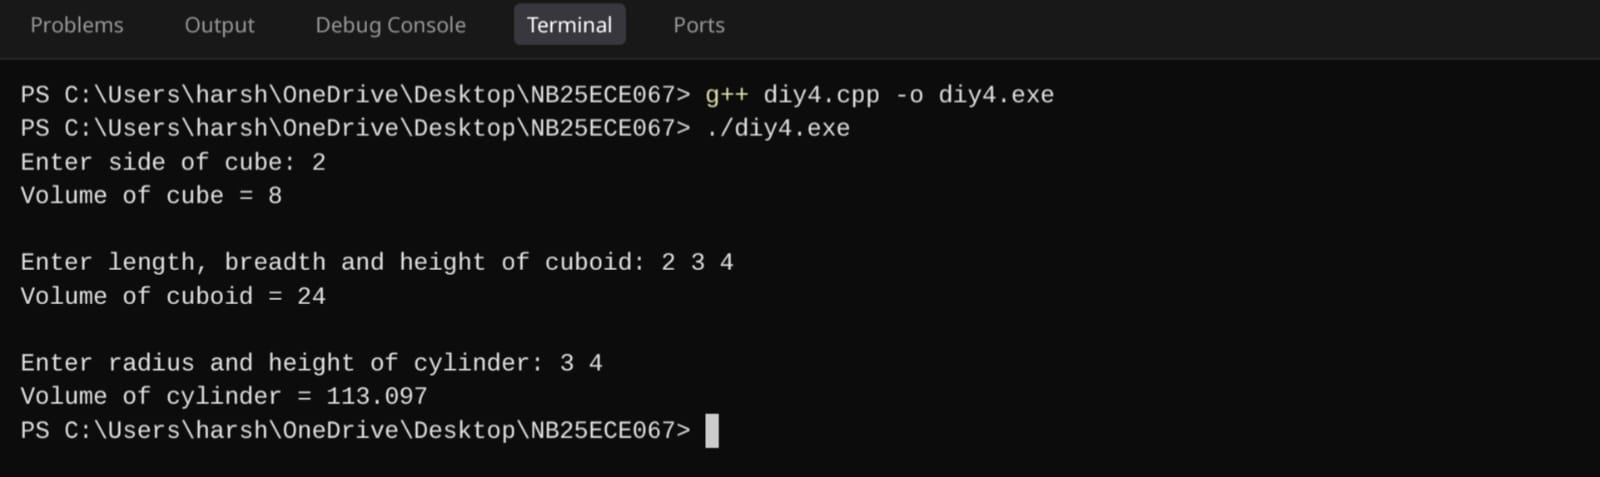 Problems Output Debug Console Terminal Ports
PS C:\Users\harsh\OneDrive\Desktop\NB25ECE067> g++ diy4.cpp -o diy4.exe
PS C:\Users\harsh\OneDrive\Desktop\NB25ECE067> ./diy4.exe
Enter side of cube: 2
Volume of cube = 8
Enter length, breadth and height of cuboid: 2 3 4
Volume of cuboid = 24
Enter radius and height of cylinder: 3 4
Volume of cylinder = 113.097
PS C:\Users\harsh\OneDrive\Desktop\NB25ECE067>